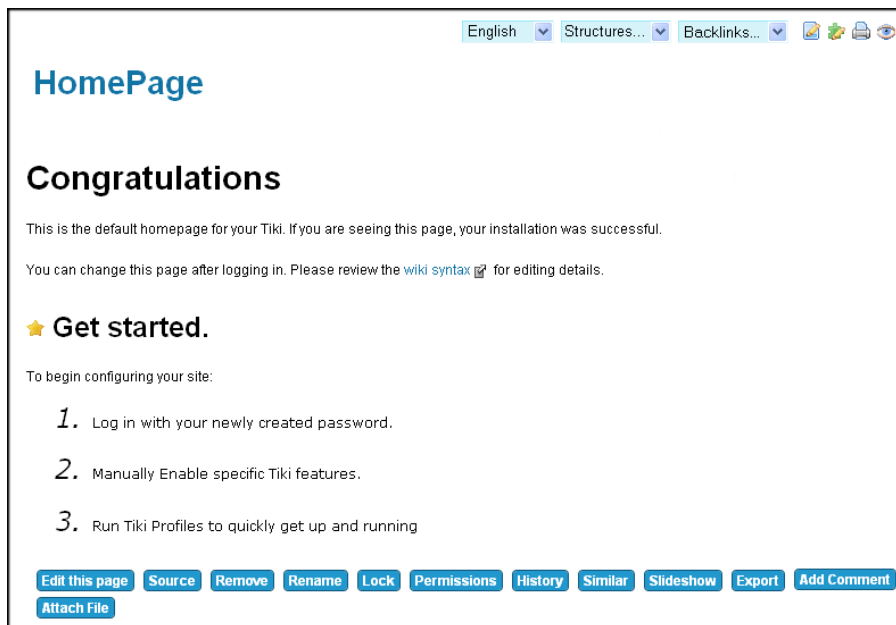 English Structures... Backlinks...
HomePage
Congratulations
This is the default homepage for your Tiki. If you are seeing this page, your installation was successful.
You can change this page after logging in. Please review the wiki syntax for editing details.
Get started.
To begin configuring your site:
1. Log in with your newly created password.
2. Manually Enable specific Tiki features.
3. Run Tiki Profiles to quickly get up and running
Edit this page Source Remove Rename Lock Permissions History Similar Slideshow Export Add Comment
Attach File